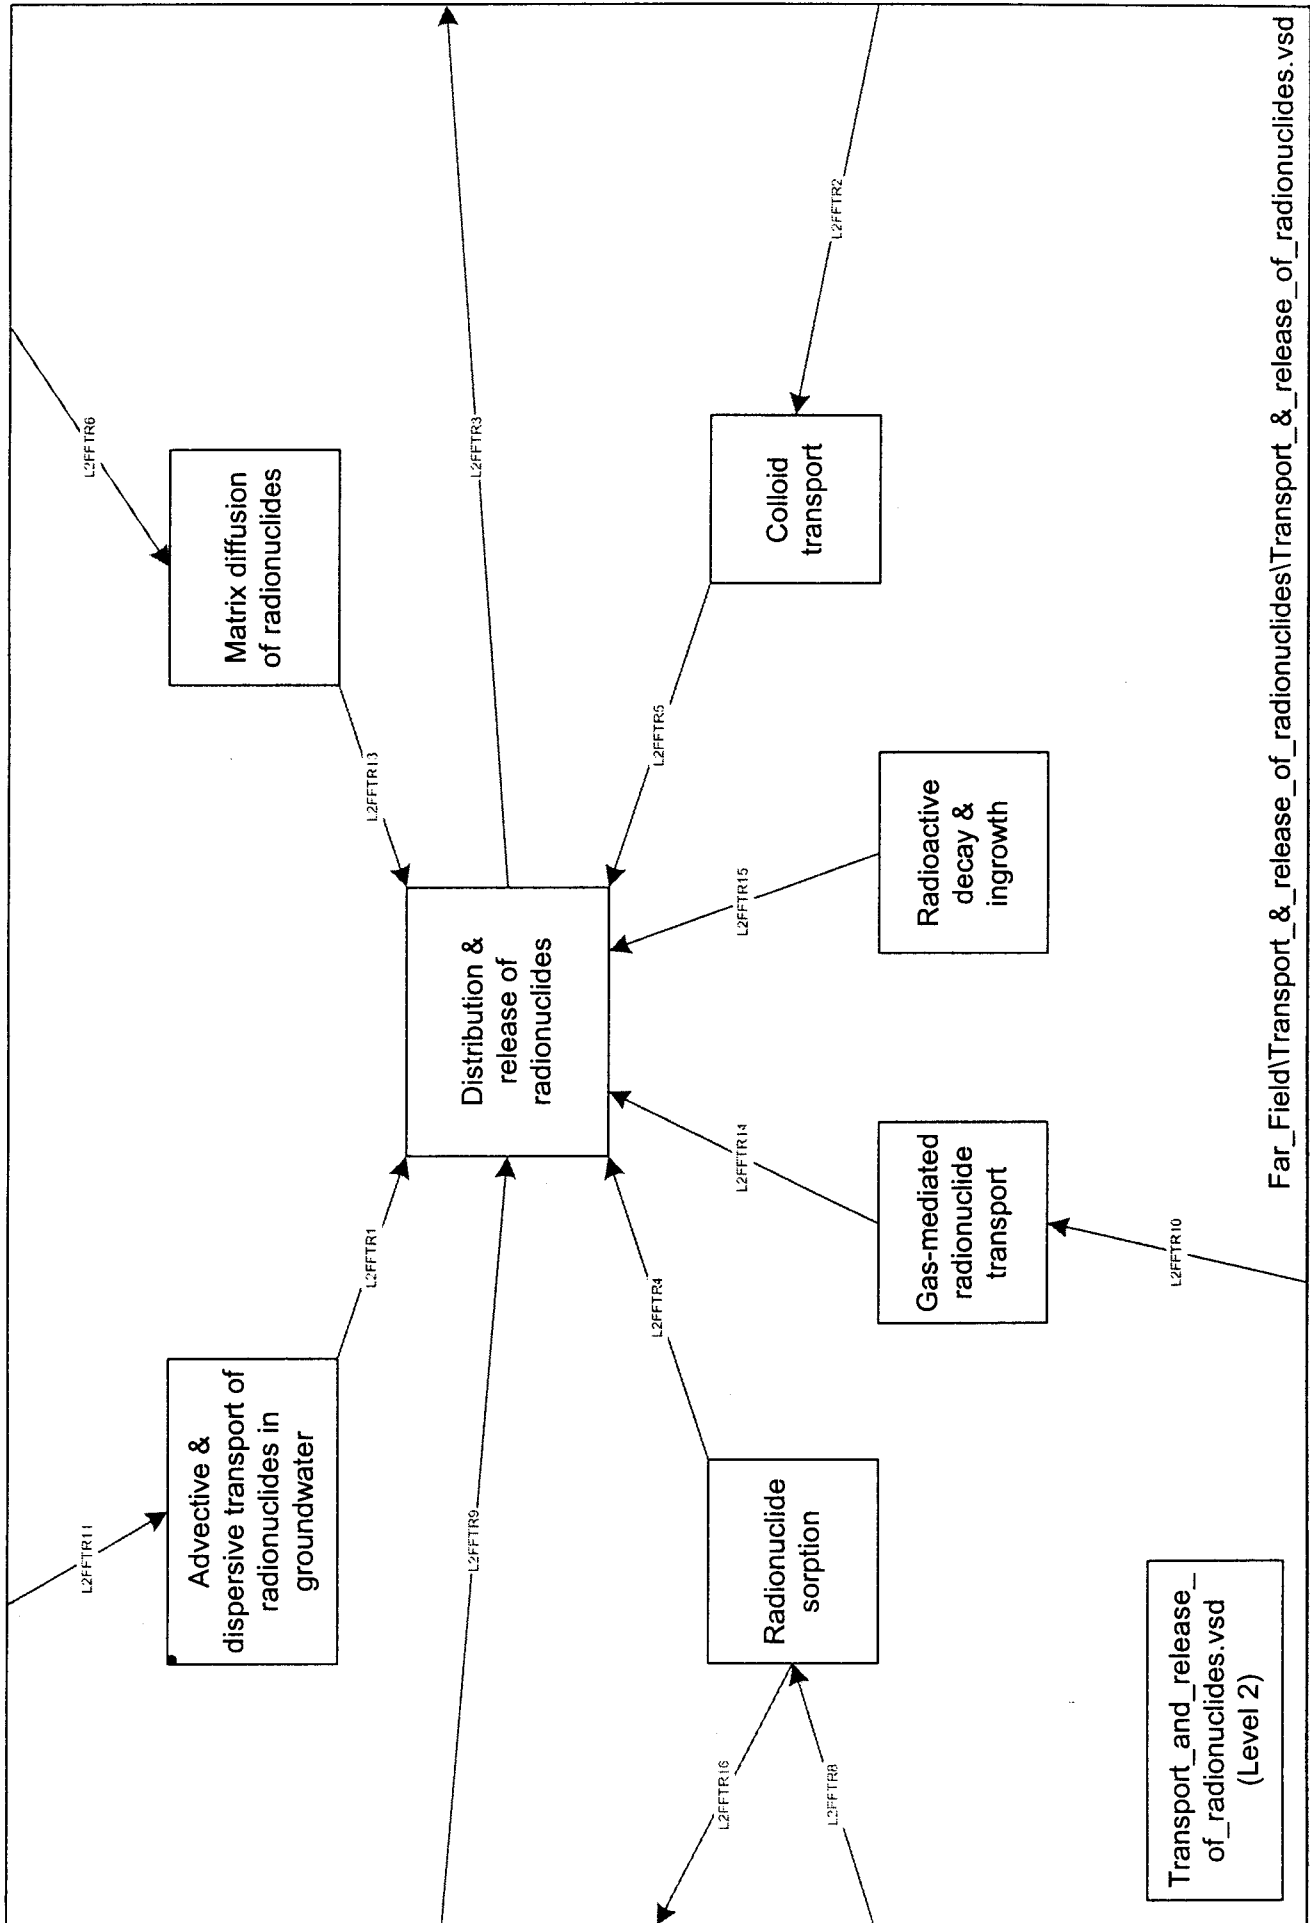 L2FFTR11
L2FFTR6
Advective &
dispersive transport of
radionuclides in
groundwater
Matrix diffusion
of radionuclides
L2FFTR1
L2FFTR13
L2FFTR9
L2FFTR3
Distribution &
release of
radionuclides
L2FFTR4
L2FFTR5
L2FFTR16
L2FFTR14
L2FFTR15
Radionuclide
sorption
Colloid
transport
L2FFTR8
L2FFTR2
Gas-mediated
radionuclide
transport
Radioactive
decay &
ingrowth
L2FFTR10
Transport_and_release_
of_radionuclides.vsd
(Level 2)
Far_Field\Transport_&_release_of_radionuclides\Transport_&_release_of_radionuclides.vsd